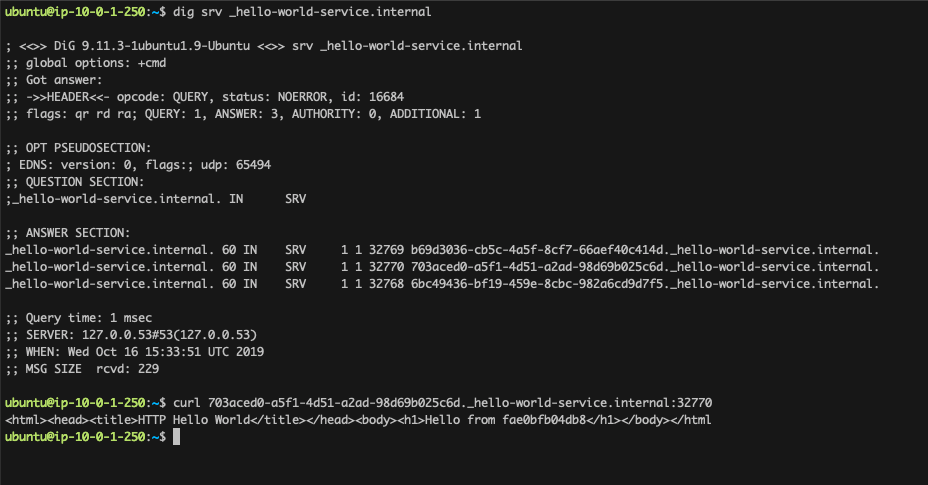 ubuntu@ip-10-0-1-250:~$ dig srv _hello-world-service.internal
; <<>> DiG 9.11.3-1ubuntu1.9-Ubuntu <<>> srv _hello-world-service.internal
;; global options: +cmd
;; Got answer:
;; ->>HEADER<<- opcode: QUERY, status: NOERROR, id: 16684
;; flags: qr rd ra; QUERY: 1, ANSWER: 3, AUTHORITY: 0, ADDITIONAL: 1
;; OPT PSEUDOSECTION:
; EDNS: version: 0, flags:; udp: 65494
;; QUESTION SECTION:
;_hello-world-service.internal. IN      SRV
;; ANSWER SECTION:
_hello-world-service.internal. 60 IN    SRV     1 1 32769 b69d3036-cb5c-4a5f-8cf7-66aef40c414d._hello-world-service.internal.
_hello-world-service.internal. 60 IN    SRV     1 1 32770 703aced0-a5f1-4d51-a2ad-98d69b025c6d._hello-world-service.internal.
_hello-world-service.internal. 60 IN    SRV     1 1 32768 6bc49436-bf19-459e-8cbc-982a6cd9d7f5._hello-world-service.internal.
;; Query time: 1 msec
;; SERVER: 127.0.0.53#53(127.0.0.53)
;; WHEN: Wed Oct 16 15:33:51 UTC 2019
;; MSG SIZE  rcvd: 229
ubuntu@ip-10-0-1-250:~$ curl 703aced0-a5f1-4d51-a2ad-98d69b025c6d._hello-world-service.internal:32770
<html><head><title>HTTP Hello World</title></head><body><h1>Hello from fae0bfb04db8</h1></body></html
ubuntu@ip-10-0-1-250:~$